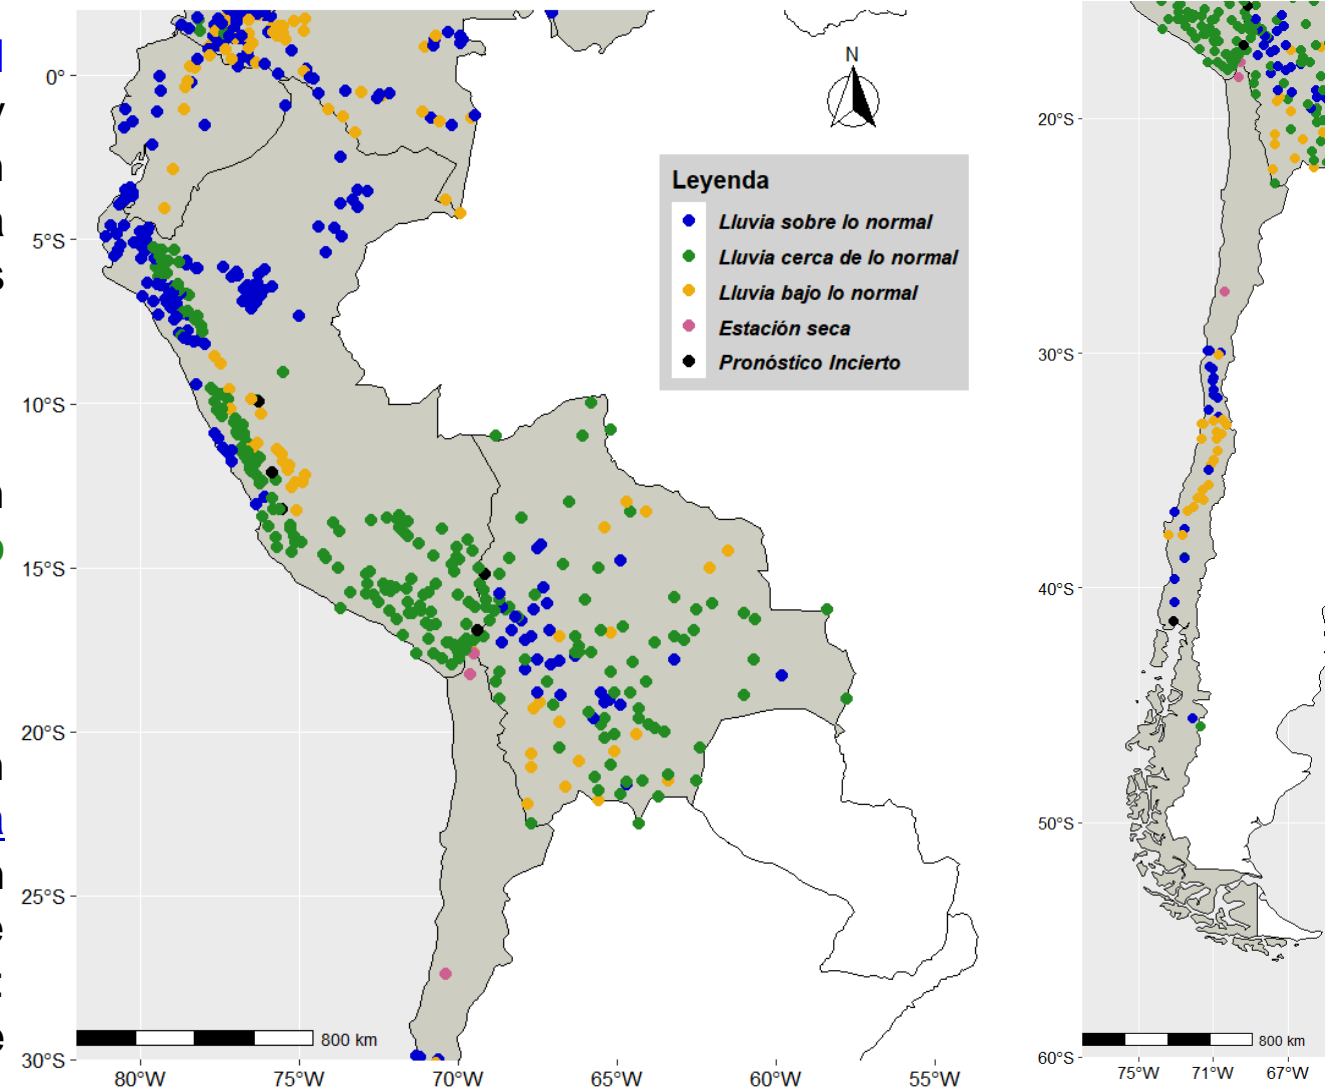 N
0°
5°S
10°S
15°S
20°S
25°S
30°S
80°W
75°W
70°W
65°W
60°W
55°W
800 km
Leyenda
Lluvia sobre lo normal
Lluvia cerca de lo normal
Lluvia bajo lo normal
Estación seca
Pronóstico Incierto
20°S
30°S
40°S
50°S
60°S
75°W
71°W
67°W
800 km